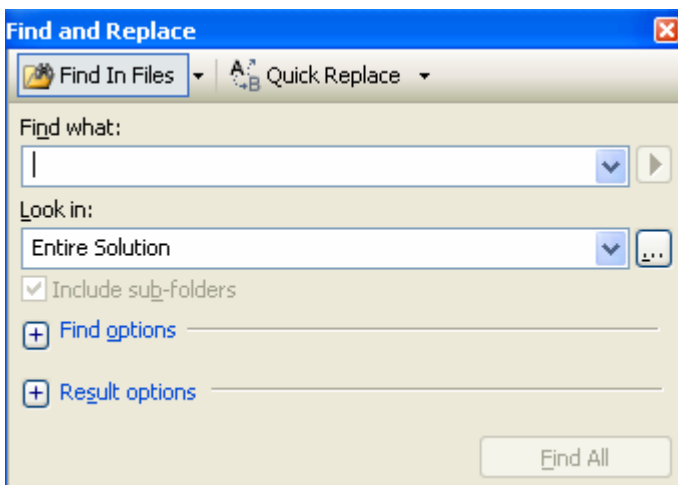 Find and Replace
Find In Files Quick Replace
Find what:
Look in:
Entire Solution
...
Include sub-folders
Find options
Result options
Find All